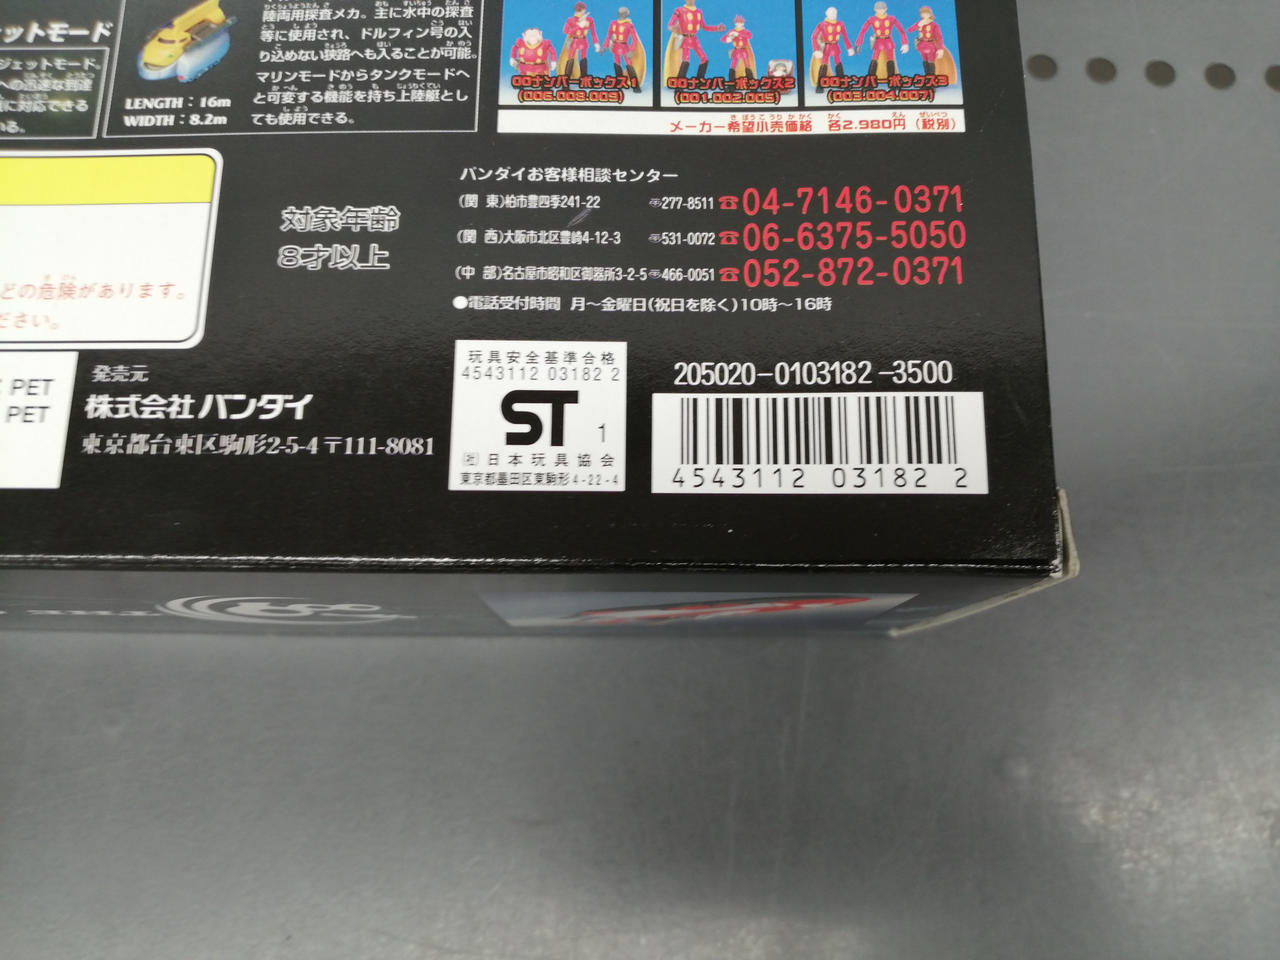 ェットモード
ジェットモード。
LENGTH：16m
WIDTH：8.2m
陸両用探査メカ。主に水中の探査
等に使用され、ドルフィン号の入
り込めない狭路へも入ることが可能。
マリンモードからタンクモードへ
と可変する機能を持ち上陸艇とし
ても使用できる。
00ナンバーボックス1
(006.008.009)
00ナンバーボックス2
(001.002.005)
00ナンバーボックス3
(003.004.007)
メーカー希望小売価格 各2.980円（税別）
どの危険があります。
ださい。
対象年齢
8才以上
バンダイお客様相談センター
(関 東)柏市豊四季241-22 〒277-8511 ☎04-7146-0371
(関 西)大阪市北区豊崎4-12-3 〒531-0072 ☎06-6375-5050
(中 部)名古屋市昭和区御器所3-2-5 〒466-0051 ☎052-872-0371
●電話受付時間 月〜金曜日(祝日を除く)10時〜16時
PET
PET
発売元
株式会社 バンダイ
東京都台東区駒形2-5-4 〒111-8081
玩具安全基準合格
4543112 03182 2
ST 1
(社)日本玩具協会
東京都墨田区東駒形4-22-4
205020-0103182-3500
4543112 03182 2